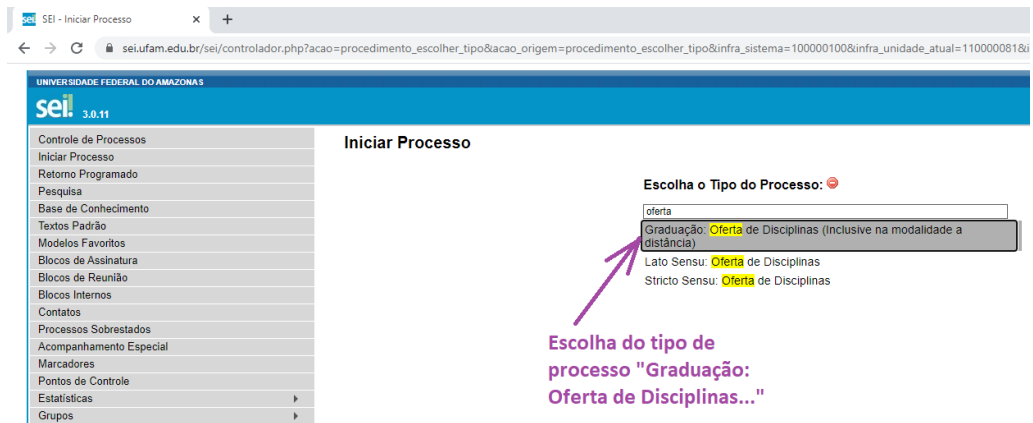 SEI - Iniciar Processo
sei.ufam.edu.br/sei/controlador.php?acao=procedimento_escolher_tipo&acao_origem=procedimento_escolher_tipo&infra_sistema=100000100&infra_unidade_atual=110000081&i
UNIVERSIDADE FEDERAL DO AMAZONAS
sei! 3.0.11
Controle de Processos
Iniciar Processo
Retorno Programado
Pesquisa
Base de Conhecimento
Textos Padrão
Modelos Favoritos
Blocos de Assinatura
Blocos de Reunião
Blocos Internos
Contatos
Processos Sobrestados
Acompanhamento Especial
Marcadores
Pontos de Controle
Estatísticas
Grupos
Iniciar Processo
Escolha o Tipo do Processo:
oferta
Graduação: Oferta de Disciplinas (Inclusive na modalidade a
distância)
Lato Sensu: Oferta de Disciplinas
Stricto Sensu: Oferta de Disciplinas
Escolha do tipo de
processo "Graduação:
Oferta de Disciplinas..."